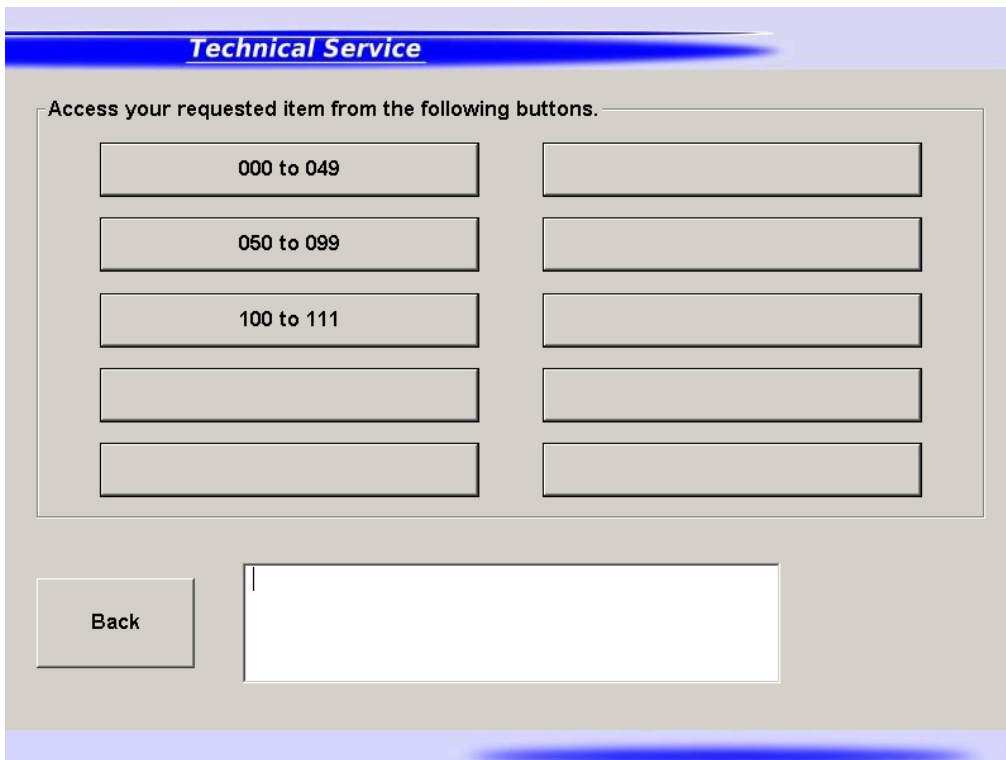 Technical Service
Access your requested item from the following buttons.
000 to 049
050 to 099
100 to 111
Back